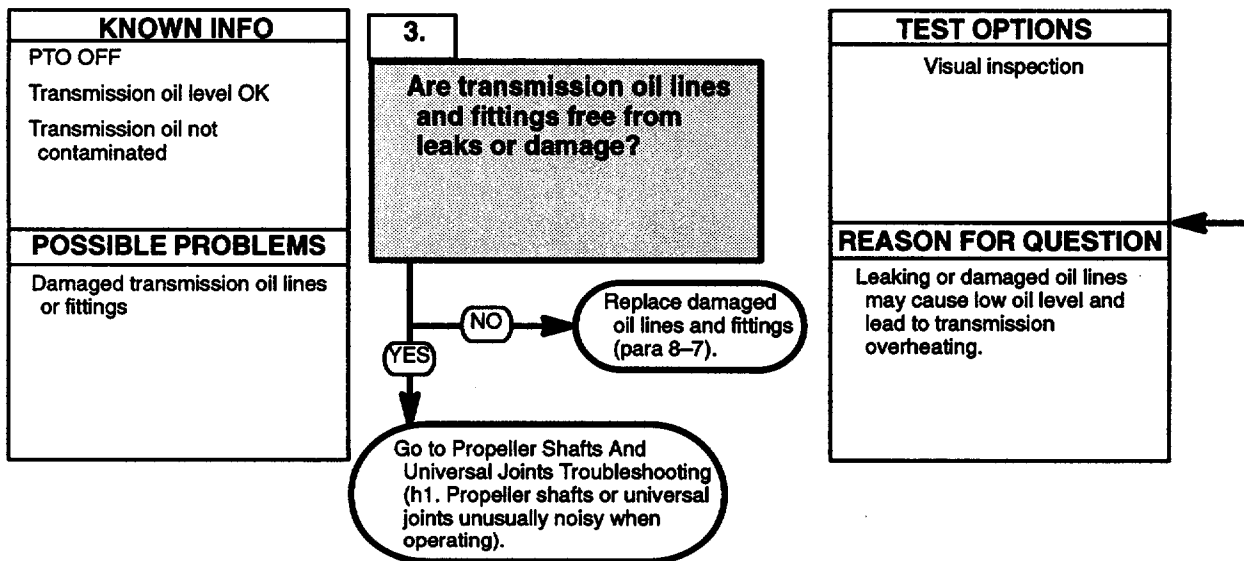 KNOWN INFO
PTO OFF
Transmission oil level OK
Transmission oil not
contaminated
POSSIBLE PROBLEMS
Damaged transmission oil lines
or fittings
3.
Are transmission oil lines
and fittings free from
leaks or damage?
NO
Replace damaged
oil lines and fittings
(para 8–7).
YES
Go to Propeller Shafts And
Universal Joints Troubleshooting
(h1. Propeller shafts or universal
joints unusually noisy when
operating).
TEST OPTIONS
Visual inspection
REASON FOR QUESTION
Leaking or damaged oil lines
may cause low oil level and
lead to transmission
overheating.